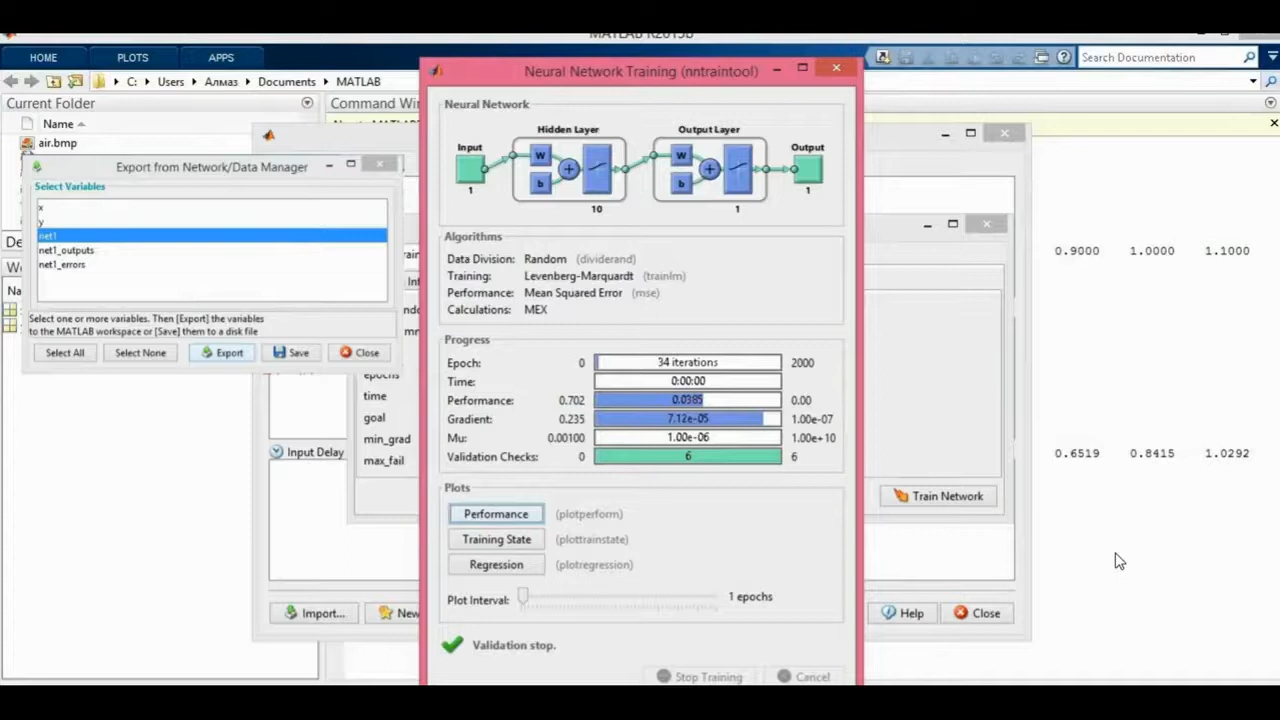 MATLAB R2015B
HOME PLOTS APPS
Search Documentation
C: Users Алмаз Documents MATLAB
Current Folder
Name
air.bmp
Export from Network/Data Manager
Select Variables
x
y
net1
net1_outputs
net1_errors
Select one or more variables. Then [Export] the variables
to the MATLAB workspace or [Save] them to a disk file
Select All Select None Export Save Close
epochs
time
goal
min_grad
max_fail
Input Delay
Import... New
Neural Network Training (nntraintool)
Neural Network
Hidden Layer Output Layer
Input Output
W W
b b
1 10 1 1
Algorithms
Data Division: Random (dividerand)
Training: Levenberg-Marquardt (trainlm)
Performance: Mean Squared Error (mse)
Calculations: MEX
Progress
Epoch: 0 34 iterations 2000
Time: 0:00:00
Performance: 0.702 0.0385 0.00
Gradient: 0.235 7.12e-05 1.00e-07
Mu: 0.00100 1.00e-06 1.00e+10
Validation Checks: 0 6 6
Plots
Performance (plotperform)
Training State (plottrainstate)
Regression (plotregression)
Plot Interval: 1 epochs
Validation stop.
Stop Training Cancel
0.9000 1.0000 1.1000
0.6519 0.8415 1.0292
Train Network
Help Close